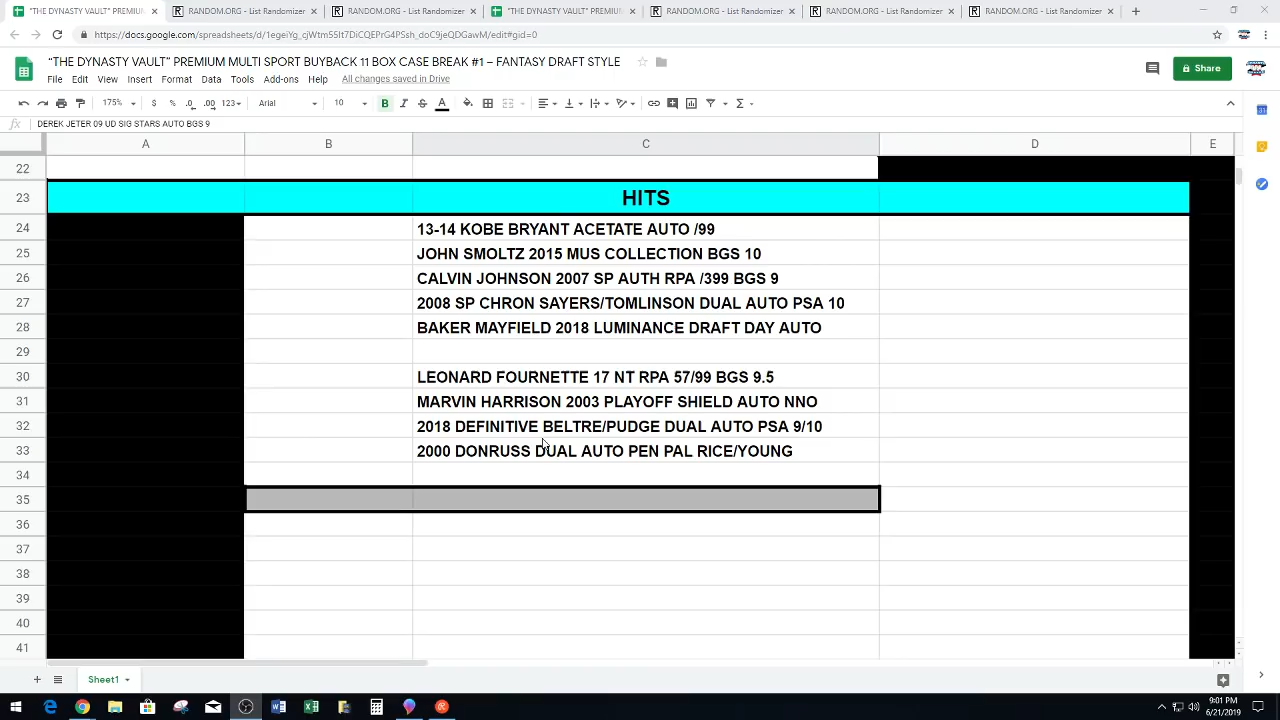 "THE DYNASTY VAULT" PREMIUM
RANDOM.ORG - List Randomizer
RANDOM.ORG - List Randomizer
"THE DYNASTY VAULT" PREMIUM
RANDOM.ORG - List Randomizer
RANDOM.ORG - List Randomizer
RANDOM.ORG - List Randomizer
“THE DYNASTY VAULT” PREMIUM MULTI SPORT BUYBACK 11 BOX CASE BREAK #1 – FANTASY DRAFT STYLE
File Edit View Insert Format Data Tools Add-ons Help All changes saved in Drive
Share
175% $ % .0 .00 123 Arial 10 B I S A
fx DEREK JETER 09 UD SIG STARS AUTO BGS 9
A B C D E
22
23 HITS
24 13-14 KOBE BRYANT ACETATE AUTO /99
25 JOHN SMOLTZ 2015 MUS COLLECTION BGS 10
26 CALVIN JOHNSON 2007 SP AUTH RPA /399 BGS 9
27 2008 SP CHRON SAYERS/TOMLINSON DUAL AUTO PSA 10
28 BAKER MAYFIELD 2018 LUMINANCE DRAFT DAY AUTO
29
30 LEONARD FOURNETTE 17 NT RPA 57/99 BGS 9.5
31 MARVIN HARRISON 2003 PLAYOFF SHIELD AUTO NNO
32 2018 DEFINITIVE BELTRE/PUDGE DUAL AUTO PSA 9/10
33 2000 DONRUSS DUAL AUTO PEN PAL RICE/YOUNG
34
35
36
37
38
39
40
41
Sheet1
9:01 PM
6/21/2019